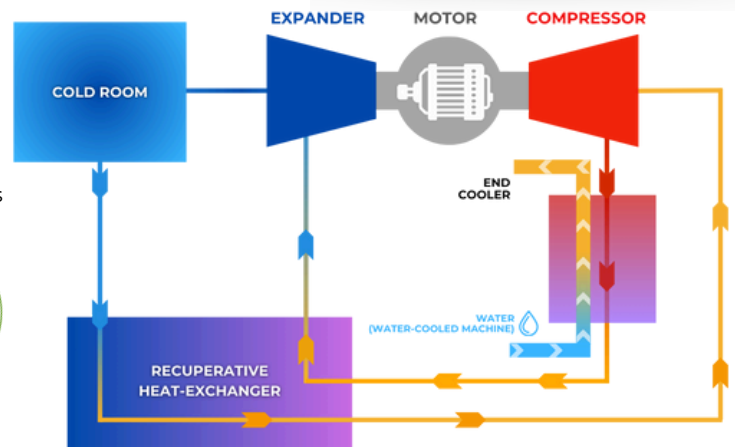 EXPANDER
MOTOR
COMPRESSOR
COLD ROOM
s
END
COOLER
WATER
(WATER-COOLED MACHINE)
RECUPERATIVE
HEAT-EXCHANGER